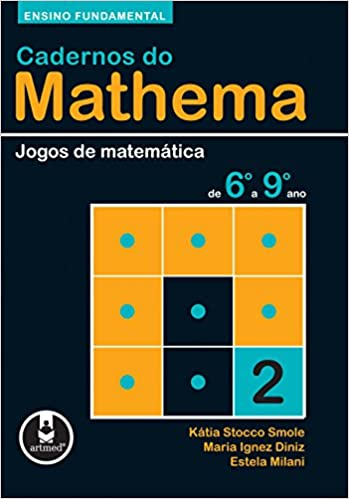 ENSINO FUNDAMENTAL
Cadernos do
Mathema
Jogos de matemática
de 6º a 9º ano
2
Kátia Stocco Smole
Maria Ignez Diniz
Estela Milani
artmed®